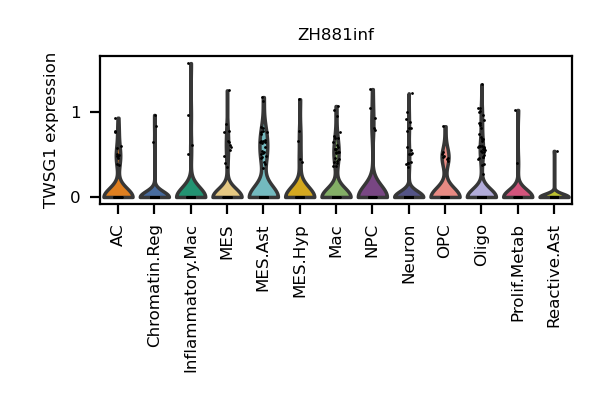 ZH881inf
TWSG1 expression
1
0
AC
Chromatin.Reg
Inflammatory.Mac
MES
MES.Ast
MES.Hyp
Mac
NPC
Neuron
OPC
Oligo
Prolif.Metab
Reactive.Ast